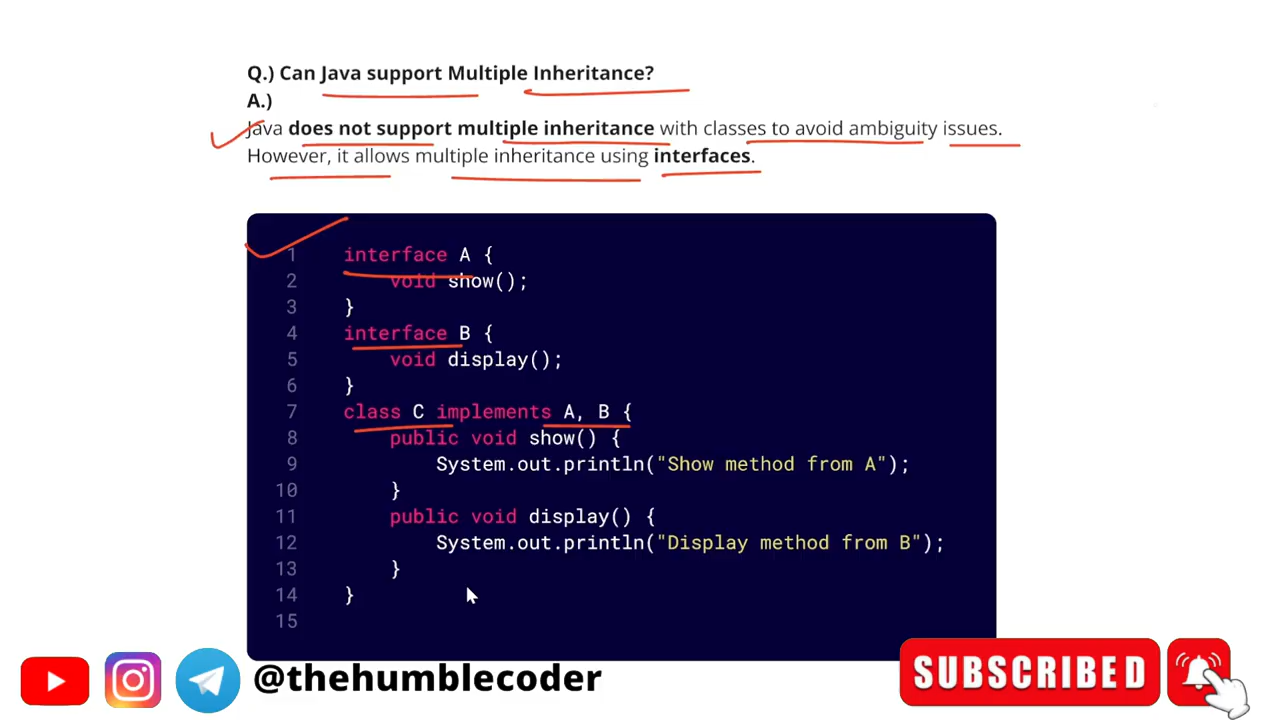 Q.) Can Java support Multiple Inheritance?
A.)
Java does not support multiple inheritance with classes to avoid ambiguity issues.
However, it allows multiple inheritance using interfaces.
1 interface A {
2 void show();
3 }
4 interface B {
5 void display();
6 }
7 class C implements A, B {
8 public void show() {
9 System.out.println("Show method from A");
10 }
11 public void display() {
12 System.out.println("Display method from B");
13 }
14 }
15
@thehumblecoder
SUBSCRIBED